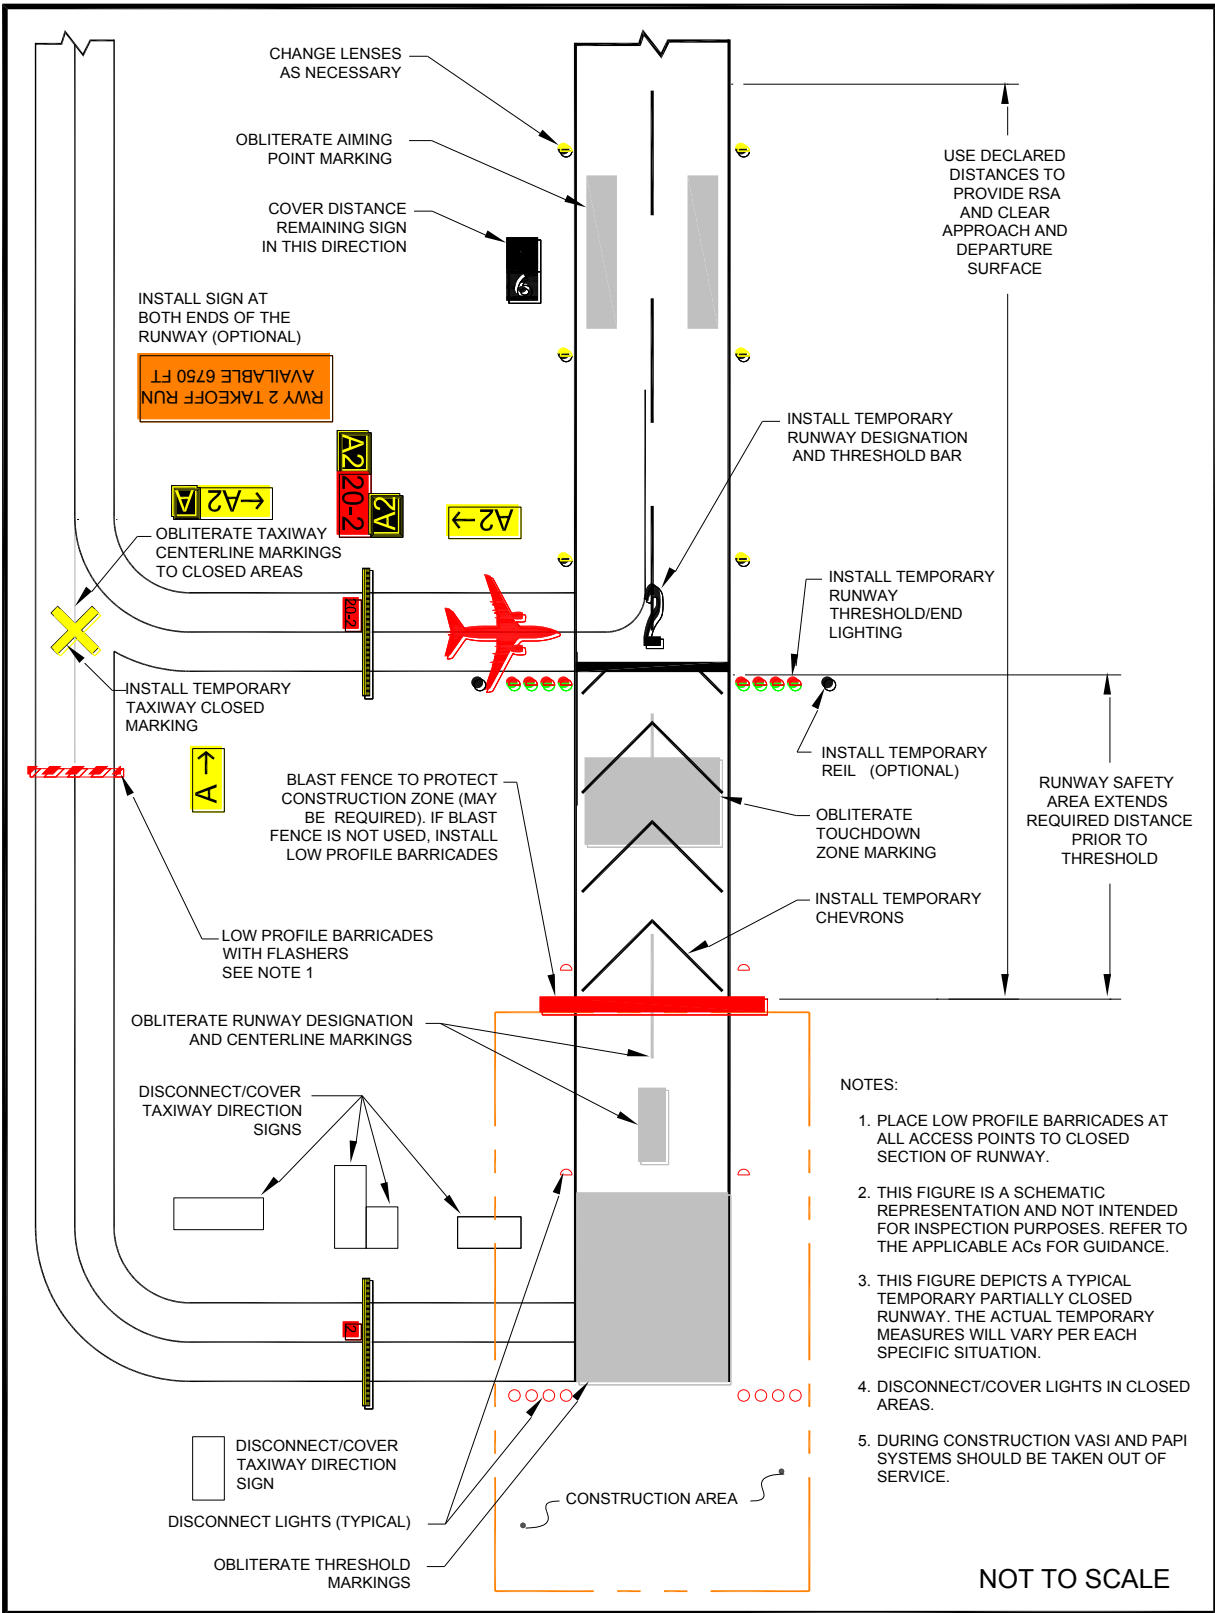 CHANGE LENSES
AS NECESSARY
OBLITERATE AIMING
POINT MARKING
COVER DISTANCE
REMAINING SIGN
IN THIS DIRECTION
6
INSTALL SIGN AT
BOTH ENDS OF THE
RUNWAY (OPTIONAL)
RWY 2 TAKEOFF RUN
AVAILABLE 6750 FT
A2
20-2
A2
A
←A2
A2→
OBLITERATE TAXIWAY
CENTERLINE MARKINGS
TO CLOSED AREAS
20-2
2
INSTALL TEMPORARY
TAXIWAY CLOSED
MARKING
A→
BLAST FENCE TO PROTECT
CONSTRUCTION ZONE (MAY
BE REQUIRED). IF BLAST
FENCE IS NOT USED, INSTALL
LOW PROFILE BARRICADES
LOW PROFILE BARRICADES
WITH FLASHERS
SEE NOTE 1
OBLITERATE RUNWAY DESIGNATION
AND CENTERLINE MARKINGS
DISCONNECT/COVER
TAXIWAY DIRECTION
SIGNS
2
DISCONNECT/COVER
TAXIWAY DIRECTION
SIGN
DISCONNECT LIGHTS (TYPICAL)
OBLITERATE THRESHOLD
MARKINGS
CONSTRUCTION AREA
USE DECLARED
DISTANCES TO
PROVIDE RSA
AND CLEAR
APPROACH AND
DEPARTURE
SURFACE
INSTALL TEMPORARY
RUNWAY DESIGNATION
AND THRESHOLD BAR
INSTALL TEMPORARY
RUNWAY
THRESHOLD/END
LIGHTING
INSTALL TEMPORARY
REIL (OPTIONAL)
OBLITERATE
TOUCHDOWN
ZONE MARKING
INSTALL TEMPORARY
CHEVRONS
RUNWAY SAFETY
AREA EXTENDS
REQUIRED DISTANCE
PRIOR TO
THRESHOLD
NOTES:
1. PLACE LOW PROFILE BARRICADES AT
ALL ACCESS POINTS TO CLOSED
SECTION OF RUNWAY.
2. THIS FIGURE IS A SCHEMATIC
REPRESENTATION AND NOT INTENDED
FOR INSPECTION PURPOSES. REFER TO
THE APPLICABLE ACs FOR GUIDANCE.
3. THIS FIGURE DEPICTS A TYPICAL
TEMPORARY PARTIALLY CLOSED
RUNWAY. THE ACTUAL TEMPORARY
MEASURES WILL VARY PER EACH
SPECIFIC SITUATION.
4. DISCONNECT/COVER LIGHTS IN CLOSED
AREAS.
5. DURING CONSTRUCTION VASI AND PAPI
SYSTEMS SHOULD BE TAKEN OUT OF
SERVICE.
NOT TO SCALE